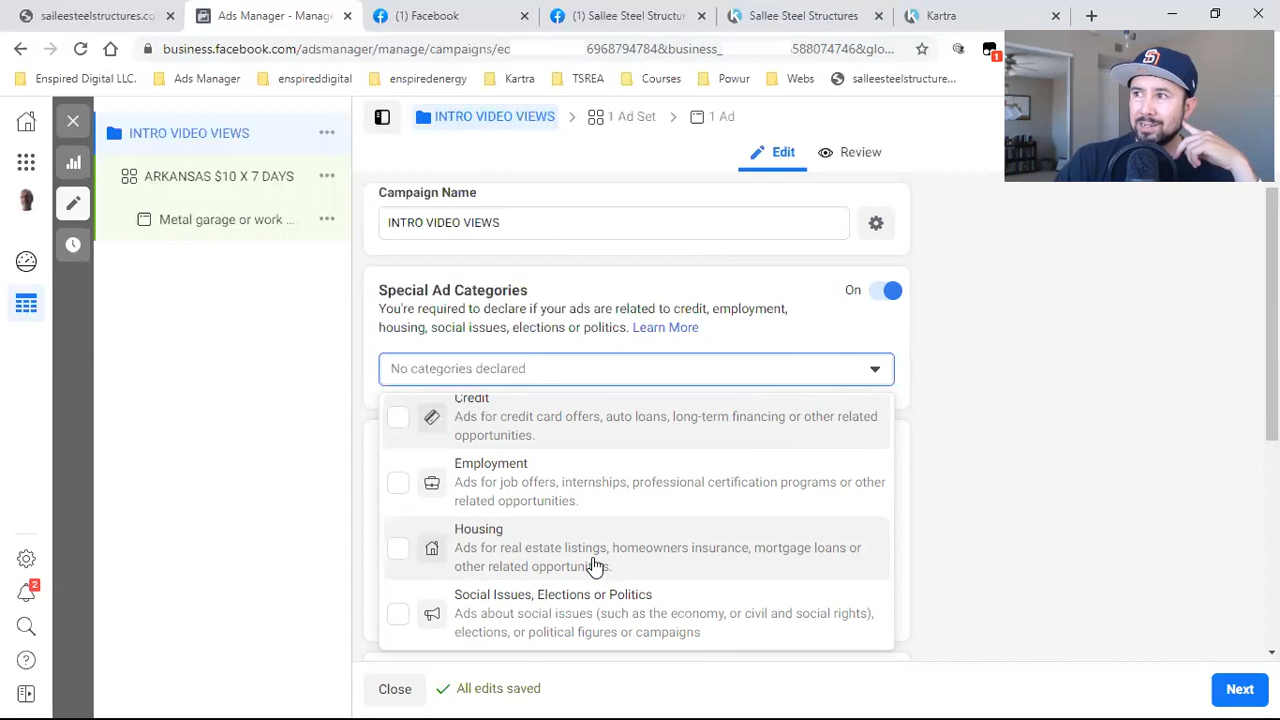 salleesteelstructures.co
Ads Manager - Manag
(1) Facebook
(1) Sallee Steel Structur
Sallee Steel Structures
Kartra
business.facebook.com/adsmanager/manage/campaigns/ed
6968794784&business_
588074746&glo...
1
Enspired Digital LLC.
Ads Manager
enspireddigital
enspiredenergy
Kartra
TSREA
Courses
Powur
Webs
salleesteelstructure...
INTRO VIDEO VIEWS
ARKANSAS $10 X 7 DAYS
Metal garage or work ...
INTRO VIDEO VIEWS
1 Ad Set
1 Ad
Edit
Review
Campaign Name
INTRO VIDEO VIEWS
Special Ad Categories
On
You're required to declare if your ads are related to credit, employment,
housing, social issues, elections or politics. Learn More
No categories declared
Credit
Ads for credit card offers, auto loans, long-term financing or other related
opportunities.
Employment
Ads for job offers, internships, professional certification programs or other
related opportunities.
Housing
Ads for real estate listings, homeowners insurance, mortgage loans or
other related opportunities.
Social Issues, Elections or Politics
Ads about social issues (such as the economy, or civil and social rights),
elections, or political figures or campaigns
2
Close
All edits saved
Next